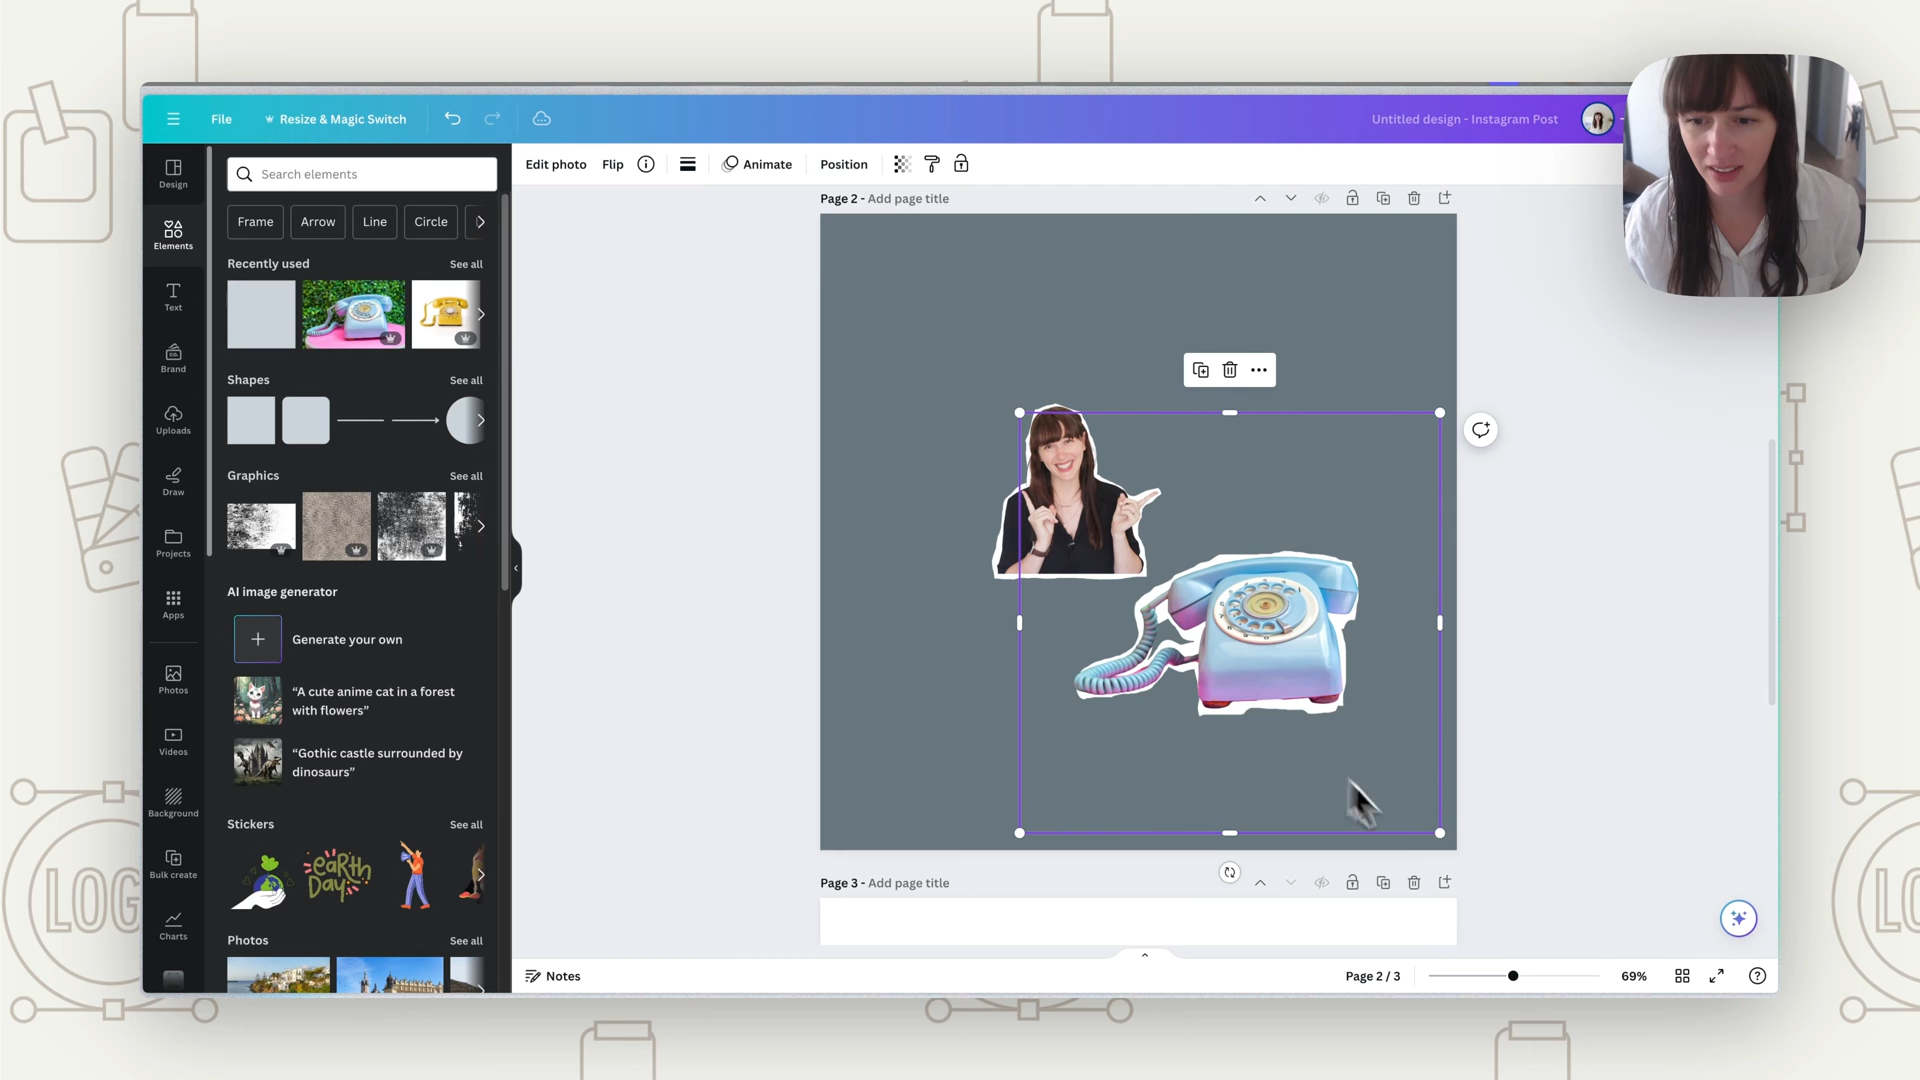 File
Resize & Magic Switch
Untitled design - Instagram Post
Design
Elements
Text
Brand
Uploads
Draw
Projects
Apps
Photos
Videos
Background
Bulk create
Charts
Search elements
Frame
Arrow
Line
Circle
Recently used
See all
Shapes
See all
Graphics
See all
AI image generator
Generate your own
“A cute anime cat in a forest
with flowers”
“Gothic castle surrounded by
dinosaurs”
Stickers
See all
earth
Day
Photos
See all
Edit photo
Flip
Animate
Position
Page 2 - Add page title
Page 3 - Add page title
Notes
Page 2 / 3
69%
LOG